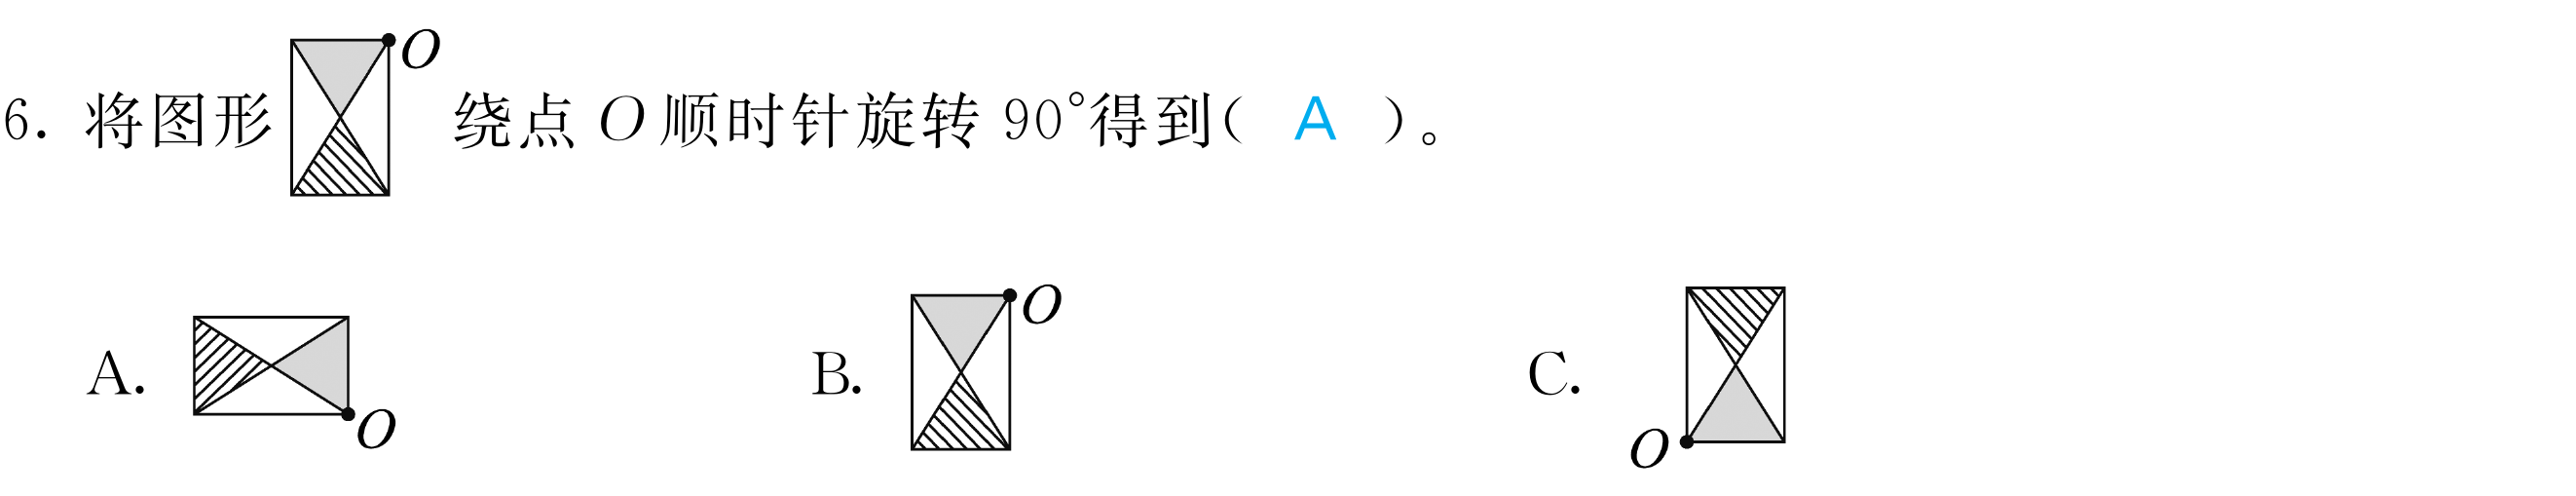 6. 将图形 O 绕点 O 顺时针旋转 90°得到( A )。
A. O B. O C. O